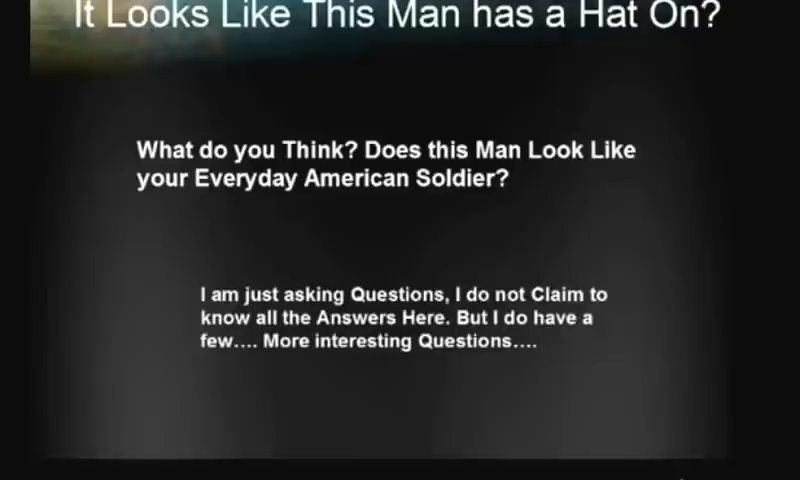 It Looks Like This Man has a Hat On?
What do you Think? Does this Man Look Like
your Everyday American Soldier?
I am just asking Questions, I do not Claim to
know all the Answers Here. But I do have a
few.... More interesting Questions....